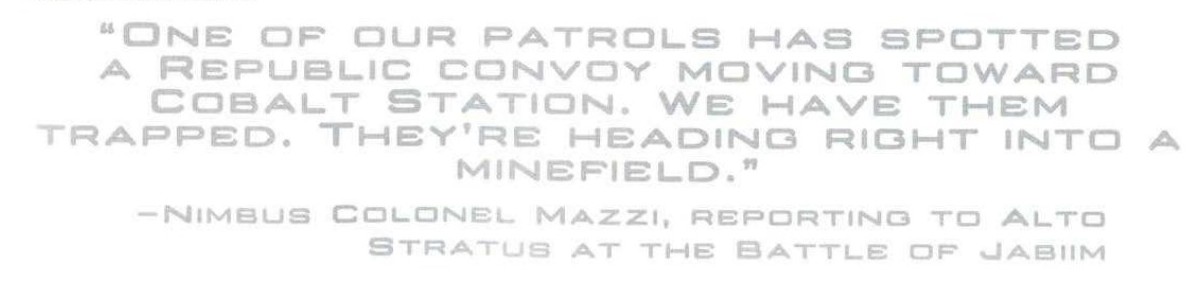 “One of our patrols has spotted
a Republic convoy moving toward
Cobalt Station. We have them
trapped. They’re heading right into a
minefield.”
–Nimbus Colonel Mazzi, reporting to Alto
Stratus at the Battle of Jabiim